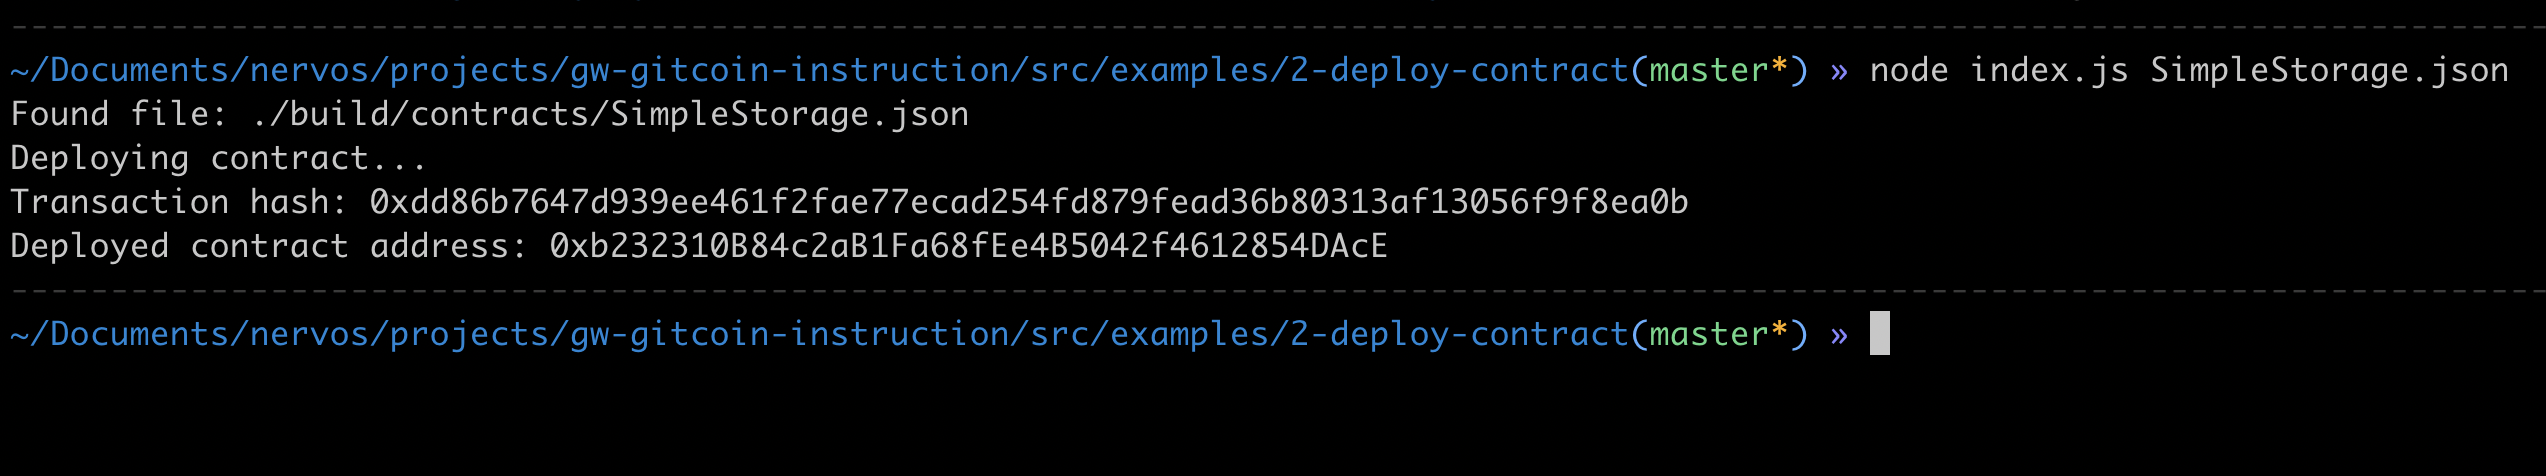 ~/Documents/nervos/projects/gw-gitcoin-instruction/src/examples/2-deploy-contract(master*) » node index.js SimpleStorage.json
Found file: ./build/contracts/SimpleStorage.json
Deploying contract...
Transaction hash: 0xdd86b7647d939ee461f2fae77ecad254fd879fead36b80313af13056f9f8ea0b
Deployed contract address: 0xb232310B84c2aB1Fa68fEe4B5042f4612854DAcE
~/Documents/nervos/projects/gw-gitcoin-instruction/src/examples/2-deploy-contract(master*) »